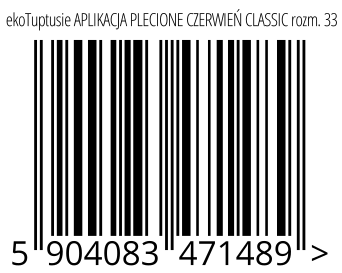 ekoTuptusie APLIKACJA PLECIONE CZERWIEŃ CLASSIC rozm. 33
5 904083 471489 >